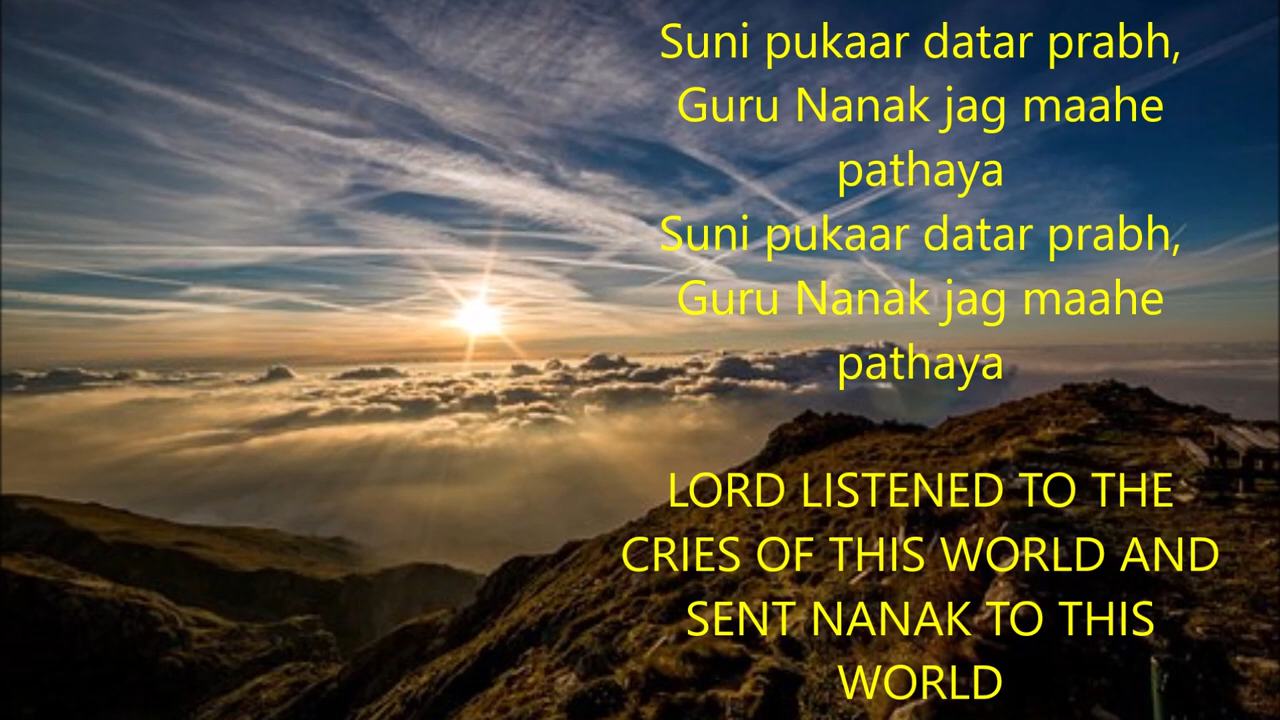 Suni pukaar datar prabh,
Guru Nanak jag maahe
pathaya
Suni pukaar datar prabh,
Guru Nanak jag maahe
pathaya
LORD LISTENED TO THE
CRIES OF THIS WORLD AND
SENT NANAK TO THIS
WORLD